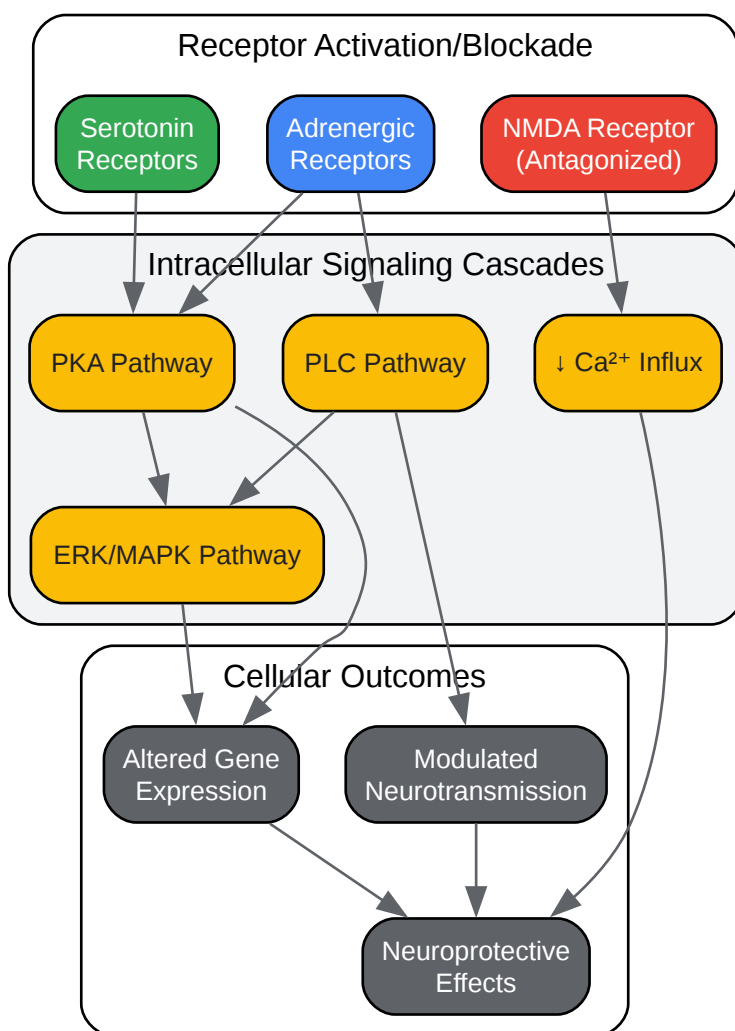 Receptor Activation/Blockade
Serotonin
Receptors
Adrenergic
Receptors
NMDA Receptor
(Antagonized)
Intracellular Signaling Cascades
PKA Pathway
PLC Pathway
↓ Ca²⁺ Influx
ERK/MAPK Pathway
Cellular Outcomes
Altered Gene
Expression
Modulated
Neurotransmission
Neuroprotective
Effects